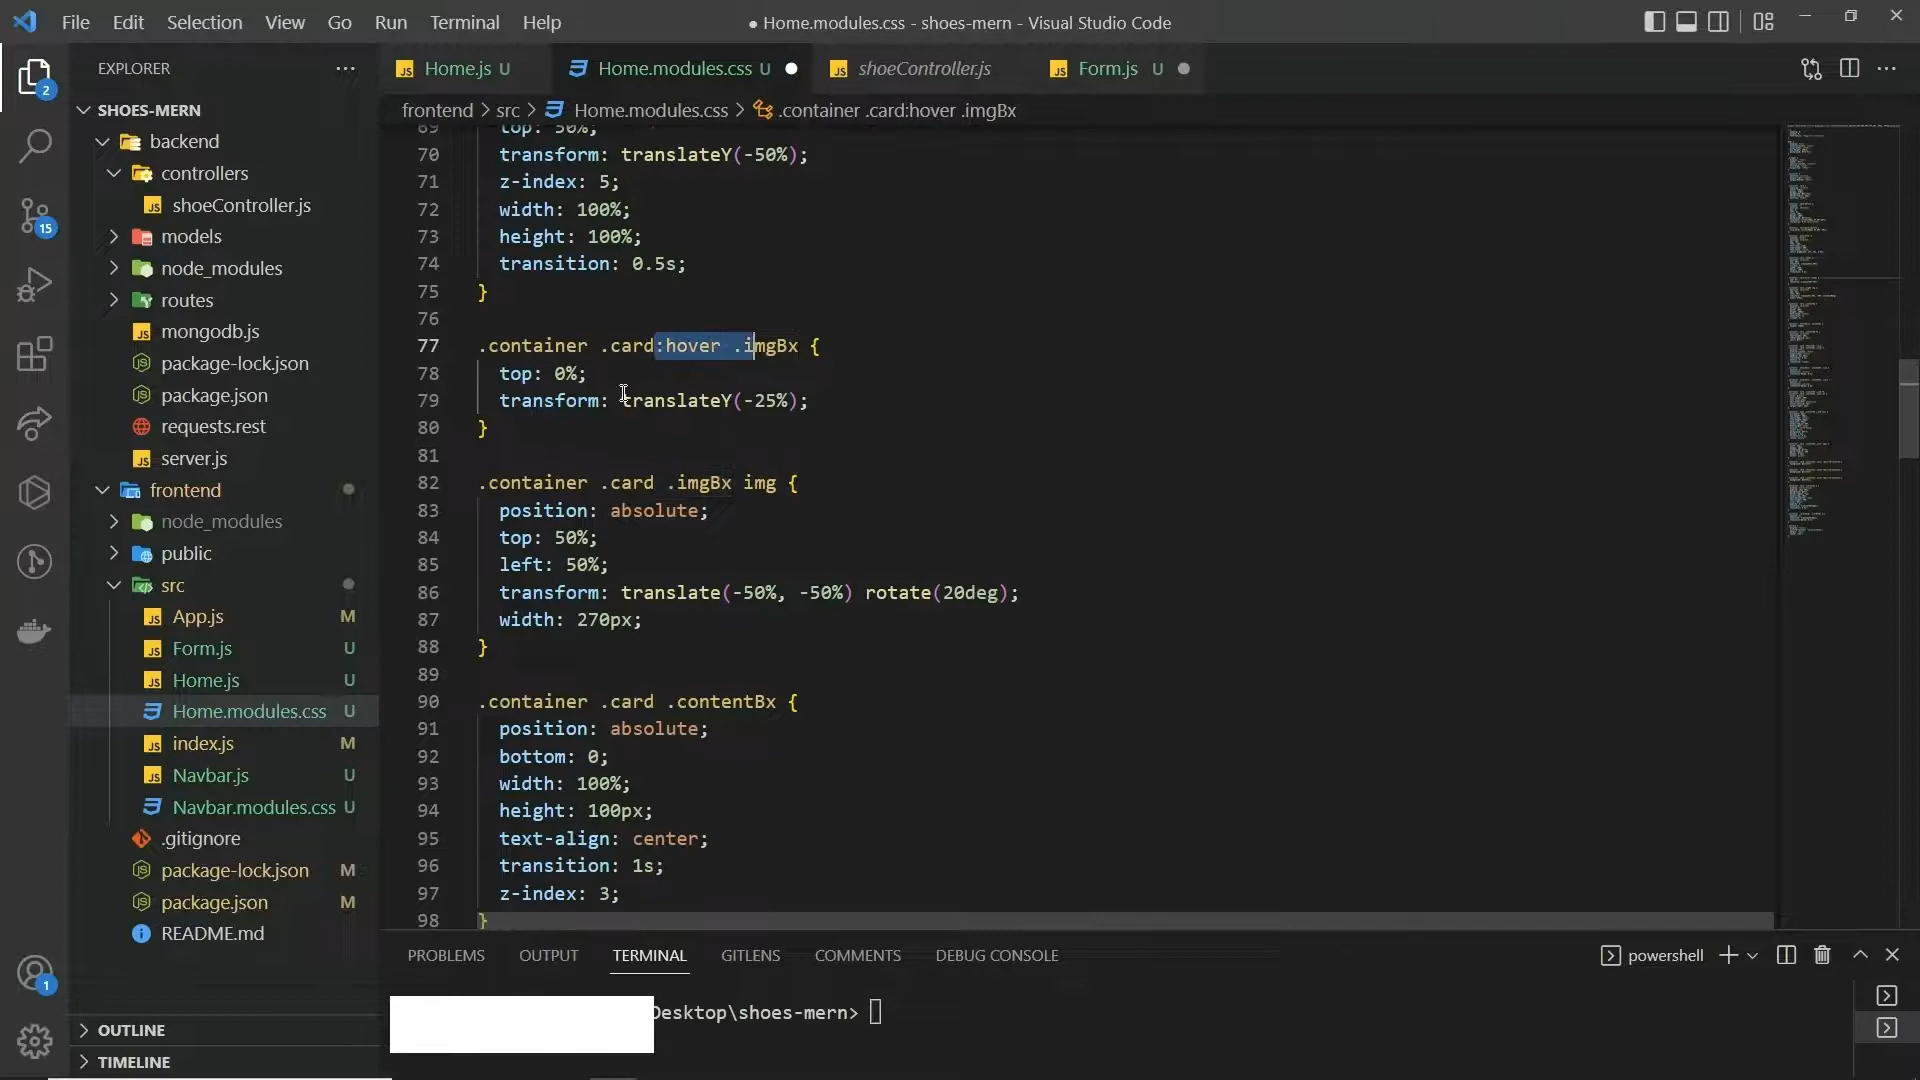 File Edit Selection View Go Run Terminal Help
● Home.modules.css - shoes-mern - Visual Studio Code
EXPLORER
SHOES-MERN
backend
controllers
shoeController.js
models
node_modules
routes
mongodb.js
package-lock.json
package.json
requests.rest
server.js
frontend
node_modules
public
src
App.js M
Form.js U
Home.js U
Home.modules.css U
index.js M
Navbar.js U
Navbar.modules.css U
.gitignore
package-lock.json M
package.json M
README.md
OUTLINE
TIMELINE
2
15
1
Home.js U Home.modules.css U shoeController.js Form.js U
frontend > src > Home.modules.css > .container .card:hover .imgBx
69 top: 50%;
70 transform: translateY(-50%);
71 z-index: 5;
72 width: 100%;
73 height: 100%;
74 transition: 0.5s;
75 }
76
77 .container .card:hover .imgBx {
78 top: 0%;
79 transform: translateY(-25%);
80 }
81
82 .container .card .imgBx img {
83 position: absolute;
84 top: 50%;
85 left: 50%;
86 transform: translate(-50%, -50%) rotate(20deg);
87 width: 270px;
88 }
89
90 .container .card .contentBx {
91 position: absolute;
92 bottom: 0;
93 width: 100%;
94 height: 100px;
95 text-align: center;
96 transition: 1s;
97 z-index: 3;
98 }
PROBLEMS OUTPUT TERMINAL GITLENS COMMENTS DEBUG CONSOLE
powershell
Desktop\shoes-mern>